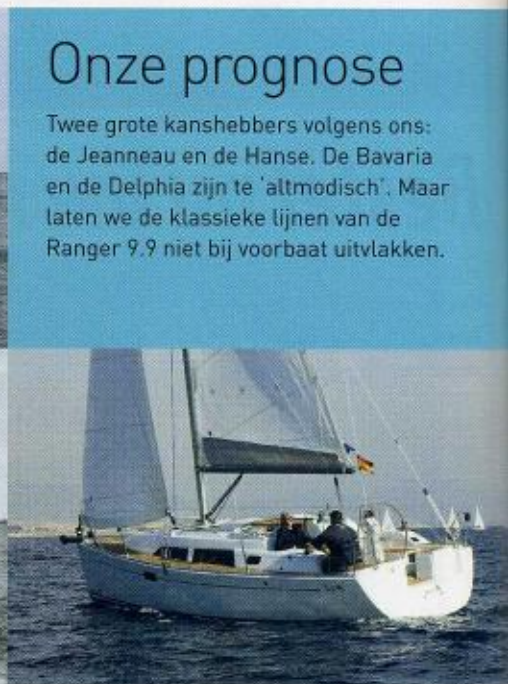 Onze prognose
Twee grote kanshebbers volgens ons:
de Jeanneau en de Hanse. De Bavaria
en de Delphia zijn te 'altmodisch'. Maar
laten we de klassieke lijnen van de
Ranger 9.9 niet bij voorbaat uitvlakken.